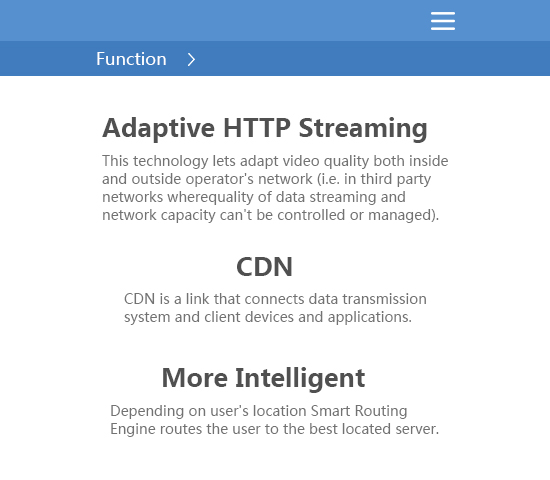 Function
Adaptive HTTP Streaming
This technology lets adapt video quality both inside
and outside operator's network (i.e. in third party
networks wherequality of data streaming and
network capacity can't be controlled or managed).
CDN
CDN is a link that connects data transmission
system and client devices and applications.
More Intelligent
Depending on user's location Smart Routing
Engine routes the user to the best located server.